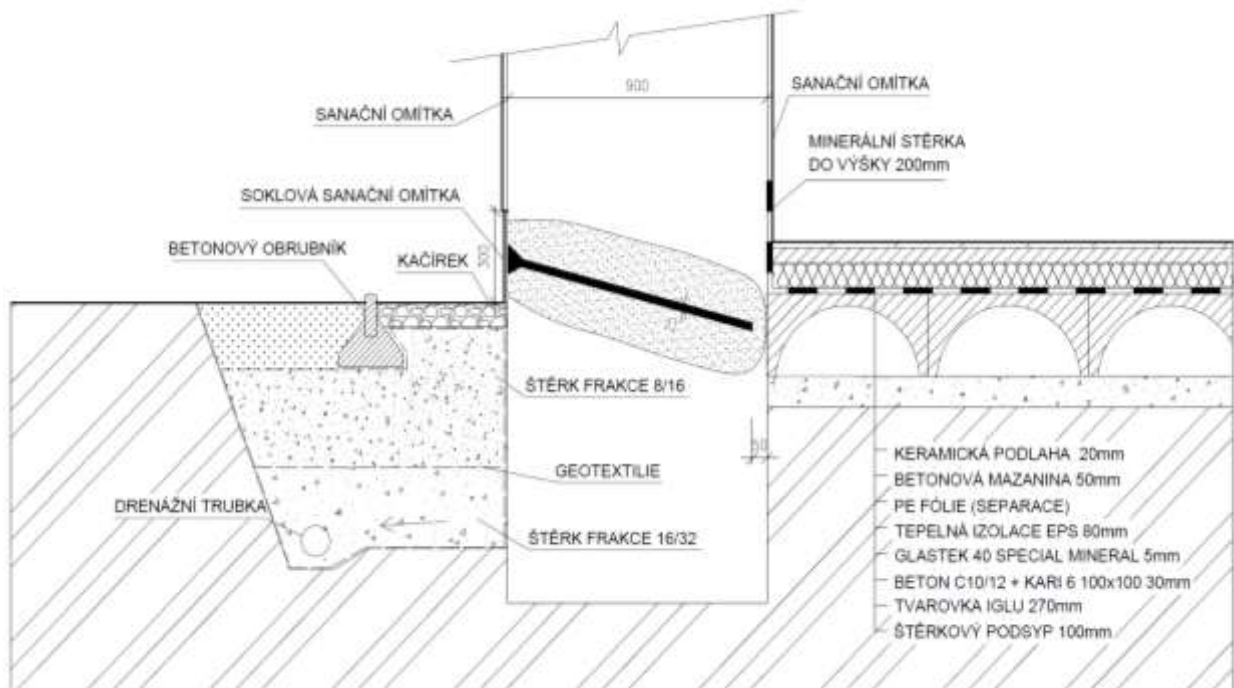 900
SANAČNÍ OMÍTKA
SANAČNÍ OMÍTKA
MINERÁLNÍ STĚRKA
DO VÝŠKY 200mm
SOKLOVÁ SANAČNÍ OMÍTKA
BETONOVÝ OBRUBNÍK
KAČÍREK
300
ŠTĚRK FRAKCE 8/16
GEOTEXTILIE
50
DRENÁŽNÍ TRUBKA
ŠTĚRK FRAKCE 16/32
KERAMICKÁ PODLAHA 20mm
BETONOVÁ MAZANINA 50mm
PE FÓLIE (SEPARACE)
TEPELNÁ IZOLACE EPS 80mm
GLASTEK 40 SPECIAL MINERAL 5mm
BETON C10/12 + KARI 6 100x100 30mm
TVAROVKA IGLU 270mm
ŠTĚRKOVÝ PODSYP 100mm